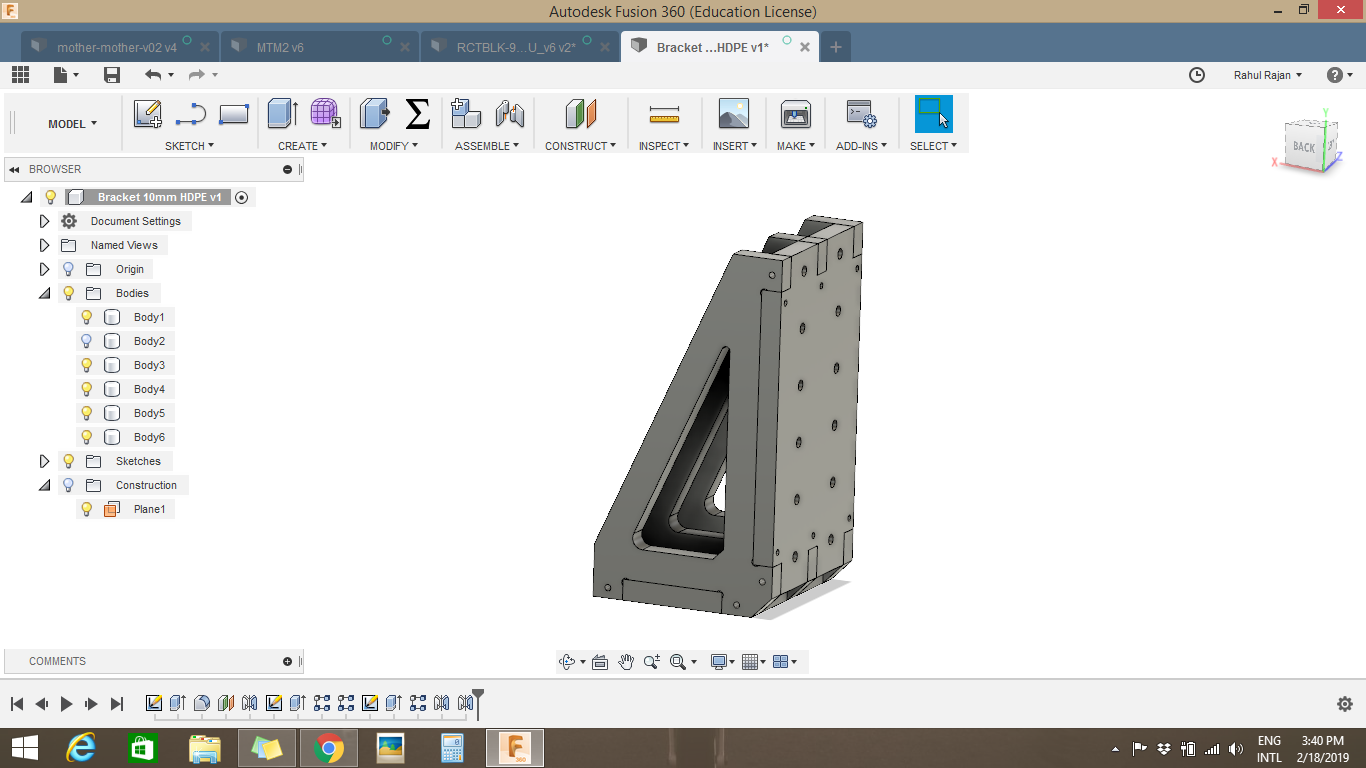 Autodesk Fusion 360 (Education License)
mother-mother-v02 v4
MTM2 v6
RCTBLK-9...U_v6 v2*
Bracket ...HDPE v1*
Rahul Rajan
MODEL
SKETCH
CREATE
MODIFY
ASSEMBLE
CONSTRUCT
INSPECT
INSERT
MAKE
ADD-INS
SELECT
BROWSER
Bracket 10mm HDPE v1
Document Settings
Named Views
Origin
Bodies
Body1
Body2
Body3
Body4
Body5
Body6
Sketches
Construction
Plane1
Y
BACK
X
Z
COMMENTS
ENG
INTL
3:40 PM
2/18/2019